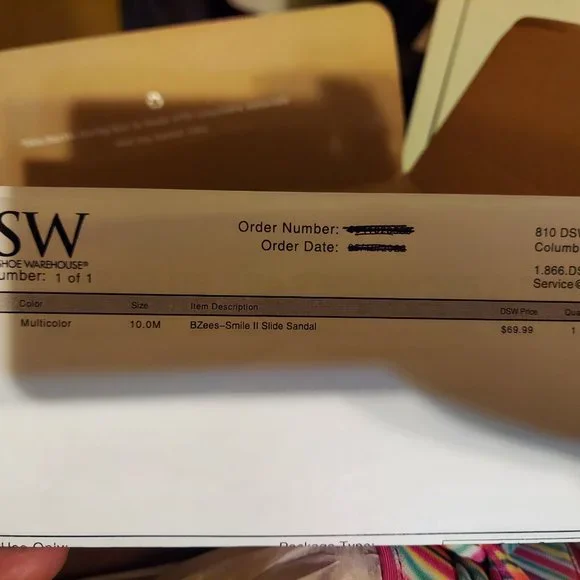 SW
SHOE WAREHOUSE®
umber: 1 of 1
Order Number:
Order Date:
810 DSW
Columb
1.866.DS
Service@
Color Size Item Description DSW Price Qua
Multicolor 10.0M BZees-Smile II Slide Sandal $69.99 1
Use Only: Package Type: